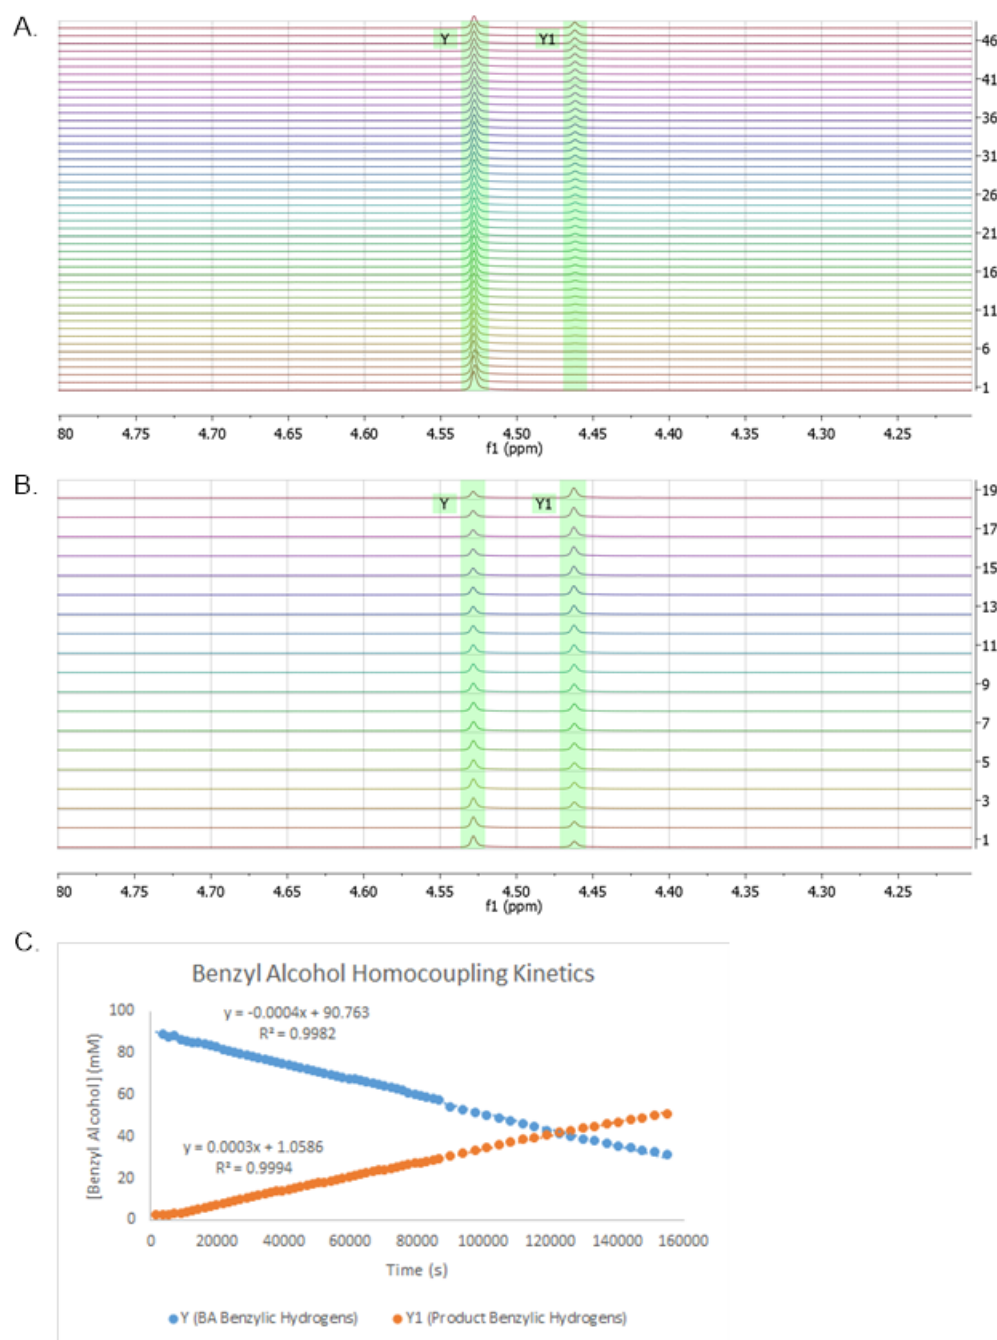 A.
Y Y1
46
41
36
31
26
21
16
11
6
1
80 4.75 4.70 4.65 4.60 4.55 4.50 4.45 4.40 4.35 4.30 4.25
f1 (ppm)
B.
Y Y1
19
17
15
13
11
9
7
5
3
1
80 4.75 4.70 4.65 4.60 4.55 4.50 4.45 4.40 4.35 4.30 4.25
f1 (ppm)
C.
Benzyl Alcohol Homocoupling Kinetics
y = -0.0004x + 90.763
R² = 0.9982
y = 0.0003x + 1.0586
R² = 0.9994
[Benzyl Alcohol] (mM)
100
80
60
40
20
0
0 20000 40000 60000 80000 100000 120000 140000 160000
Time (s)
Y (BA Benzylic Hydrogens) Y1 (Product Benzylic Hydrogens)